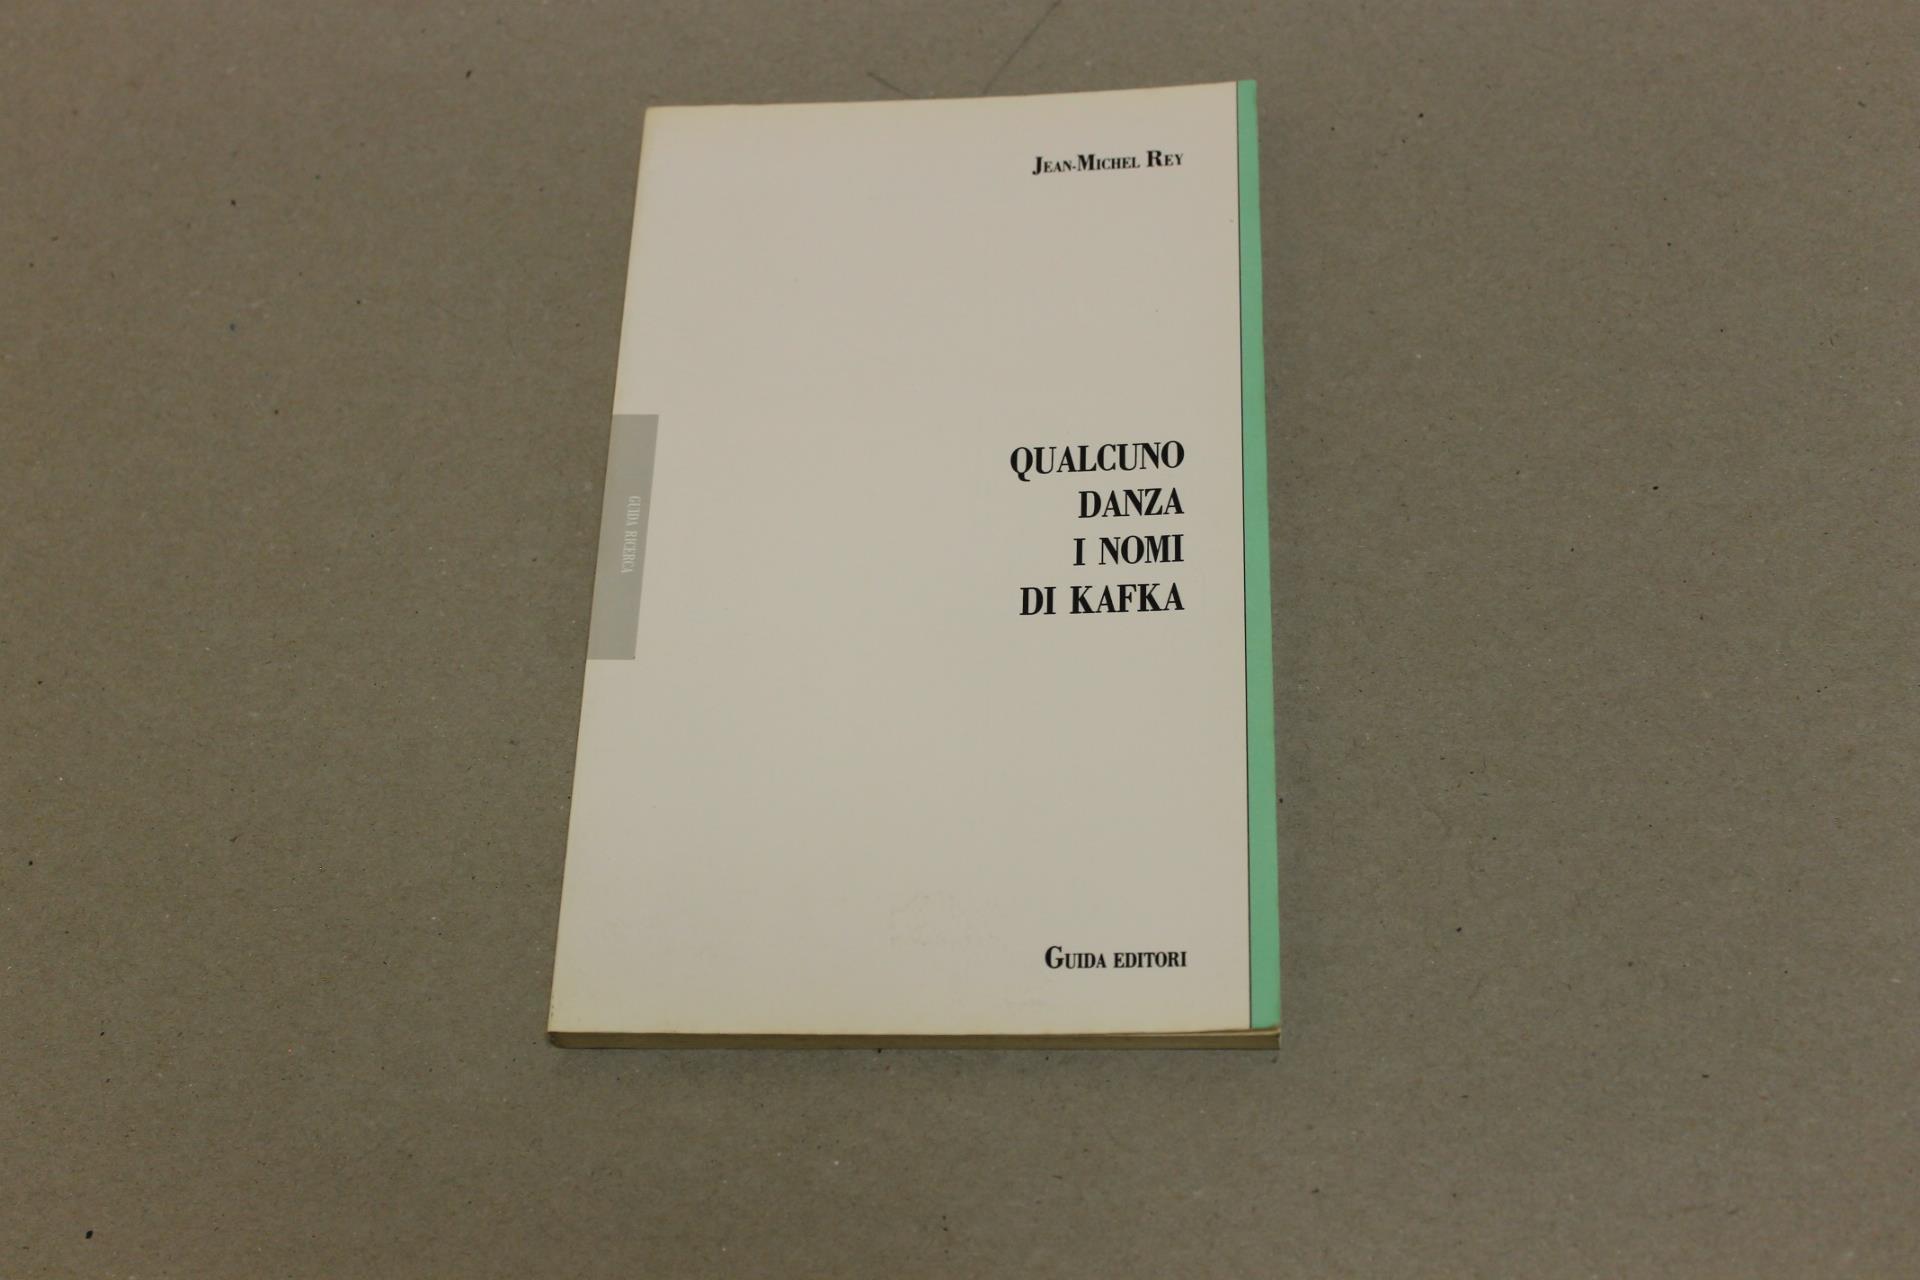 JEAN-MICHEL REY
QUALCUNO
DANZA
I NOMI
DI KAFKA
GUIDA RICERCA
GUIDA EDITORI